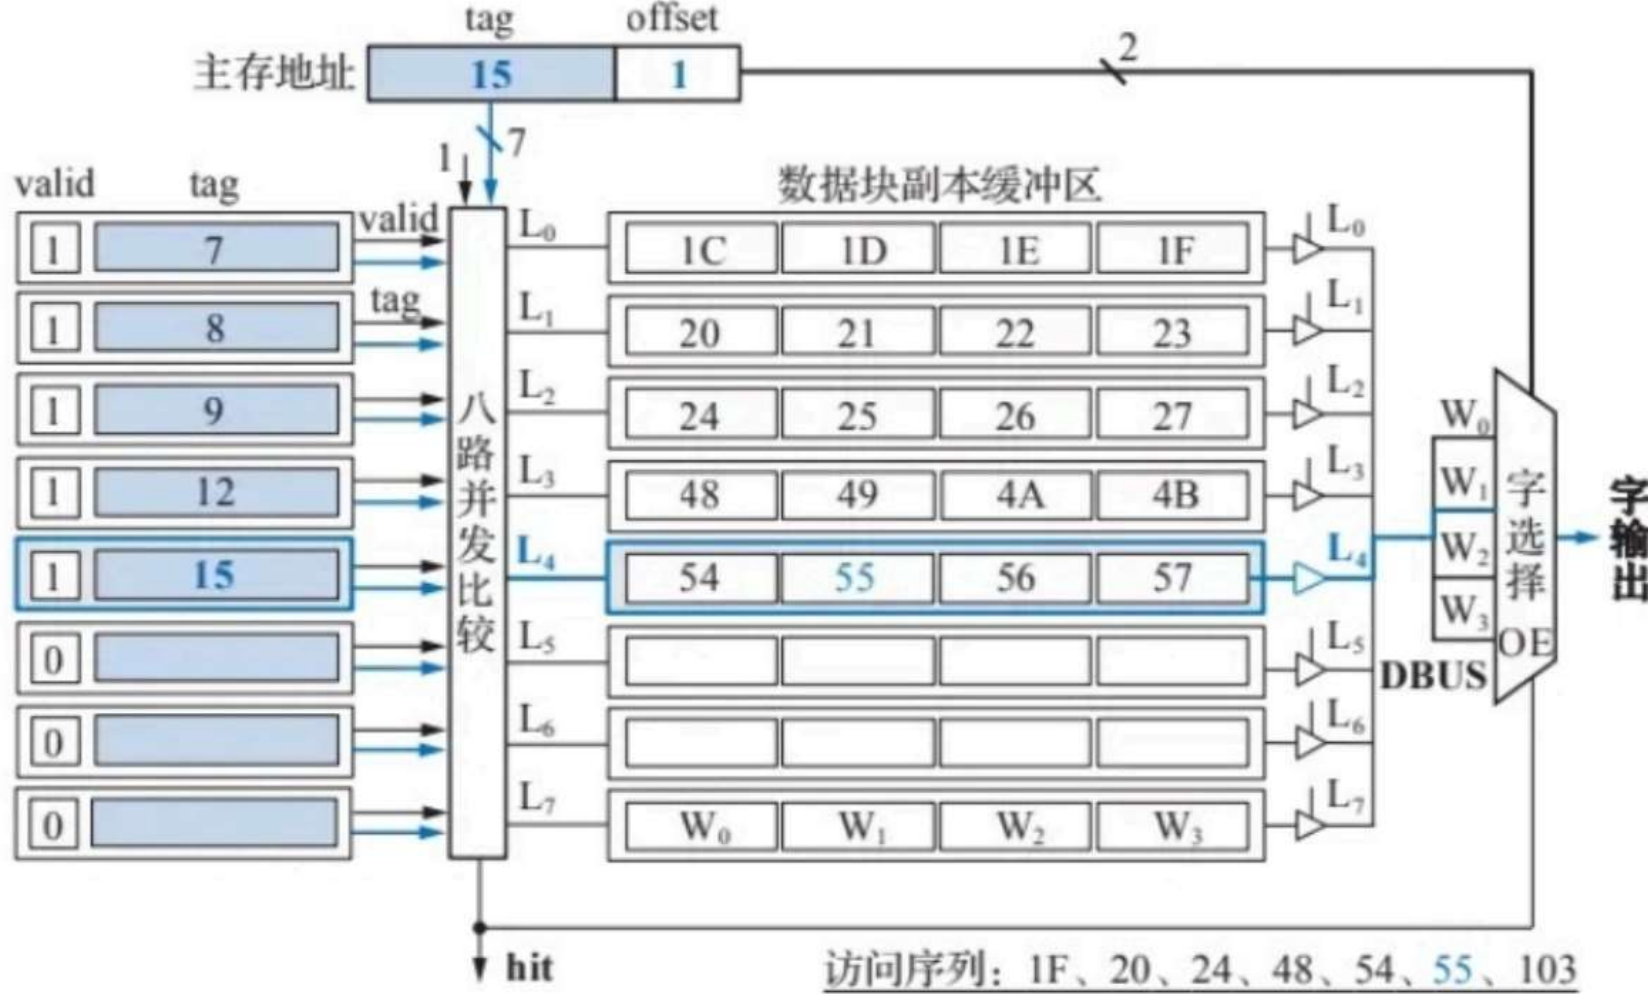 tag offset
主存地址 15 1
2
1 7
valid tag
数据块副本缓冲区
valid
1 7 L₀ 1C 1D 1E 1F L₀
tag
1 8 L₁ 20 21 22 23 L₁
1 9 L₂ 24 25 26 27 L₂
1 12 L₃ 48 49 4A 4B L₃
1 15 L₄ 54 55 56 57 L₄
0 L₅ L₅
0 L₆ L₆
0 L₇ W₀ W₁ W₂ W₃ L₇
八路并发比较
W₀
W₁
W₂
W₃
字选择
OE
DBUS
字输出
hit
访问序列：1F、20、24、48、54、55、103